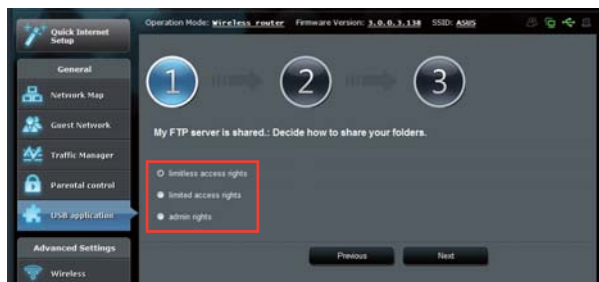 Quick Internet
Setup
Operation Mode: Wireless router Firmware Version: 3.0.0.3.138 SSID: ASUS
General
Network Map
Guest Network
Traffic Manager
Parental control
USB application
Advanced Settings
Wireless
1
2
3
My FTP server is shared.: Decide how to share your folders.
limitless access rights
limited access rights
admin rights
Previous
Next